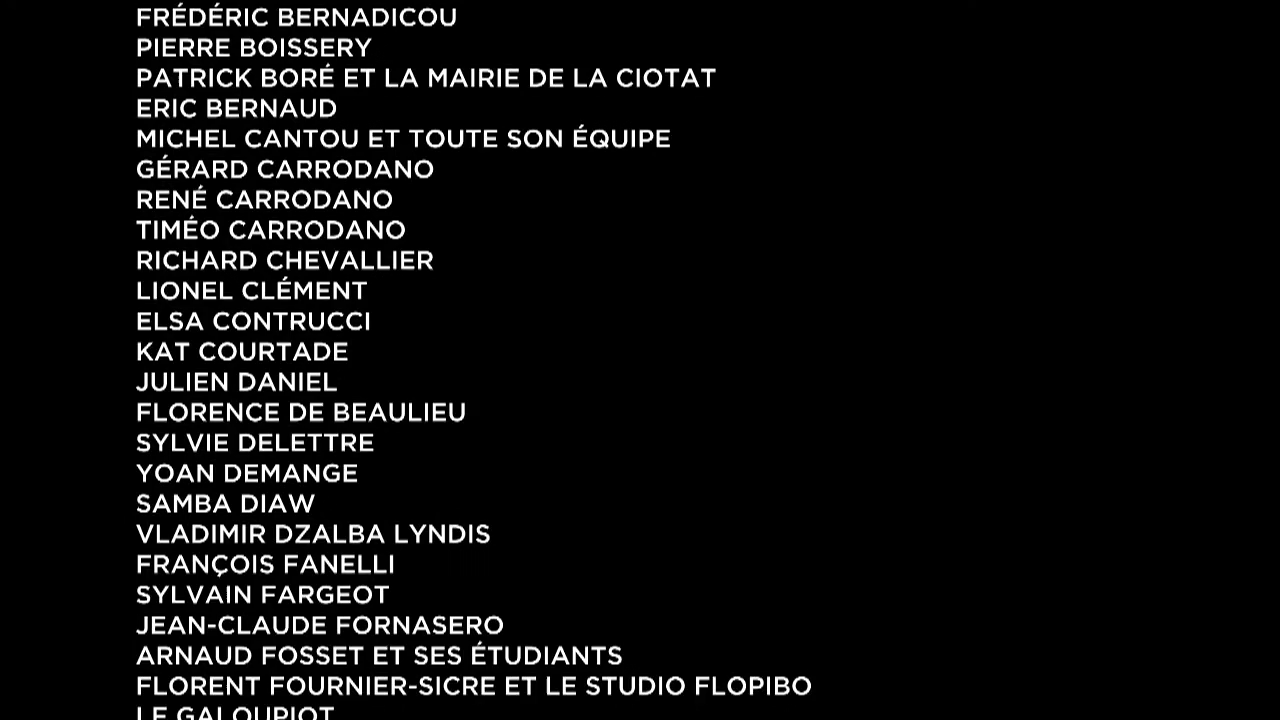 FRÉDÉRIC BERNADICOU
PIERRE BOISSERY
PATRICK BORÉ ET LA MAIRIE DE LA CIOTAT
ERIC BERNAUD
MICHEL CANTOU ET TOUTE SON ÉQUIPE
GÉRARD CARRODANO
RENÉ CARRODANO
TIMÉO CARRODANO
RICHARD CHEVALLIER
LIONEL CLÉMENT
ELSA CONTRUCCI
KAT COURTADE
JULIEN DANIEL
FLORENCE DE BEAULIEU
SYLVIE DELETTRE
YOAN DEMANGE
SAMBA DIAW
VLADIMIR DZALBA LYNDIS
FRANÇOIS FANELLI
SYLVAIN FARGEOT
JEAN-CLAUDE FORNASERO
ARNAUD FOSSET ET SES ÉTUDIANTS
FLORENT FOURNIER-SICRE ET LE STUDIO FLOPIBO
LE GALOUPIOT